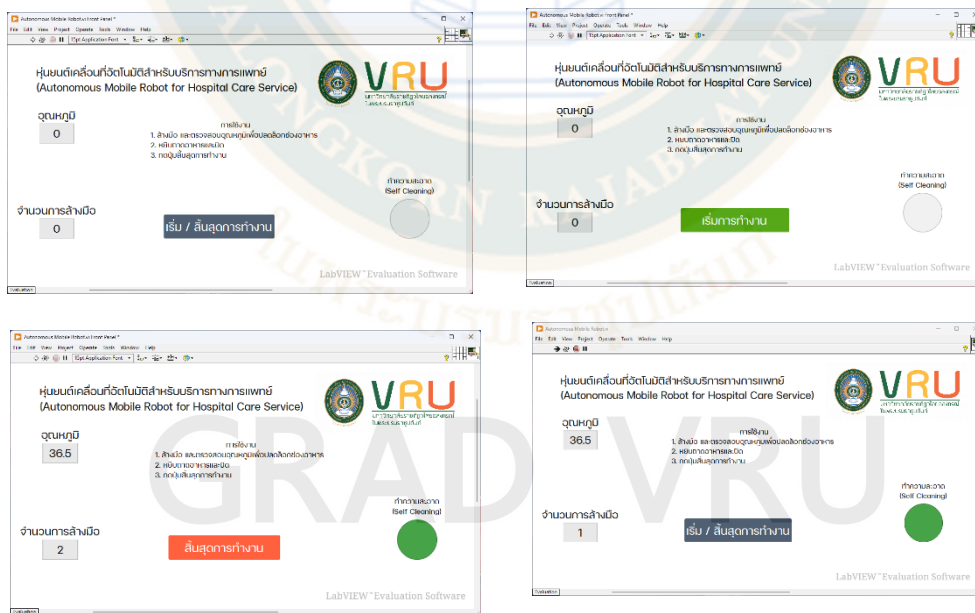 Autonomous Mobile Robot.vi Front Panel *
File Edit View Project Operate Tools Window Help
15pt Application Font
หุ่นยนต์เคลื่อนที่อัตโนมัติสำหรับบริการทางการแพทย์
(Autonomous Mobile Robot for Hospital Care Service)
VRU
อุณหภูมิ
0
การใช้งาน
1. ล้างมือ และตรวจสอบอุณหภูมิเพื่อปลดล็อกช่องอาหาร
2. หยิบถาดอาหารและปิด
3. กดปุ่มสิ้นสุดการทำงาน
ทำความสะอาด
(Self Cleaning)
จำนวนการล้างมือ
0
เริ่ม / สิ้นสุดการทำงาน
LabVIEW™Evaluation Software
Evaluation
Autonomous Mobile Robot.vi Front Panel *
File Edit View Project Operate Tools Window Help
15pt Application Font
หุ่นยนต์เคลื่อนที่อัตโนมัติสำหรับบริการทางการแพทย์
(Autonomous Mobile Robot for Hospital Care Service)
VRU
อุณหภูมิ
0
การใช้งาน
1. ล้างมือ และตรวจสอบอุณหภูมิเพื่อปลดล็อกช่องอาหาร
2. หยิบถาดอาหารและปิด
3. กดปุ่มสิ้นสุดการทำงาน
ทำความสะอาด
(Self Cleaning)
จำนวนการล้างมือ
0
เริ่มการทำงาน
LabVIEW™Evaluation Software
Evaluation
Autonomous Mobile Robot.vi Front Panel *
File Edit View Project Operate Tools Window Help
15pt Application Font
หุ่นยนต์เคลื่อนที่อัตโนมัติสำหรับบริการทางการแพทย์
(Autonomous Mobile Robot for Hospital Care Service)
VRU
อุณหภูมิ
36.5
การใช้งาน
1. ล้างมือ และตรวจสอบอุณหภูมิเพื่อปลดล็อกช่องอาหาร
2. หยิบถาดอาหารและปิด
3. กดปุ่มสิ้นสุดการทำงาน
ทำความสะอาด
(Self Cleaning)
จำนวนการล้างมือ
2
สิ้นสุดการทำงาน
LabVIEW™Evaluation Software
Evaluation
Autonomous Mobile Robot.vi
File Edit View Project Operate Tools Window Help
หุ่นยนต์เคลื่อนที่อัตโนมัติสำหรับบริการทางการแพทย์
(Autonomous Mobile Robot for Hospital Care Service)
VRU
อุณหภูมิ
36.5
การใช้งาน
1. ล้างมือ และตรวจสอบอุณหภูมิเพื่อปลดล็อกช่องอาหาร
2. หยิบถาดอาหารและปิด
3. กดปุ่มสิ้นสุดการทำงาน
ทำความสะอาด
(Self Cleaning)
จำนวนการล้างมือ
1
เริ่ม / สิ้นสุดการทำงาน
LabVIEW™Evaluation Software
Evaluation
GRAD VRU